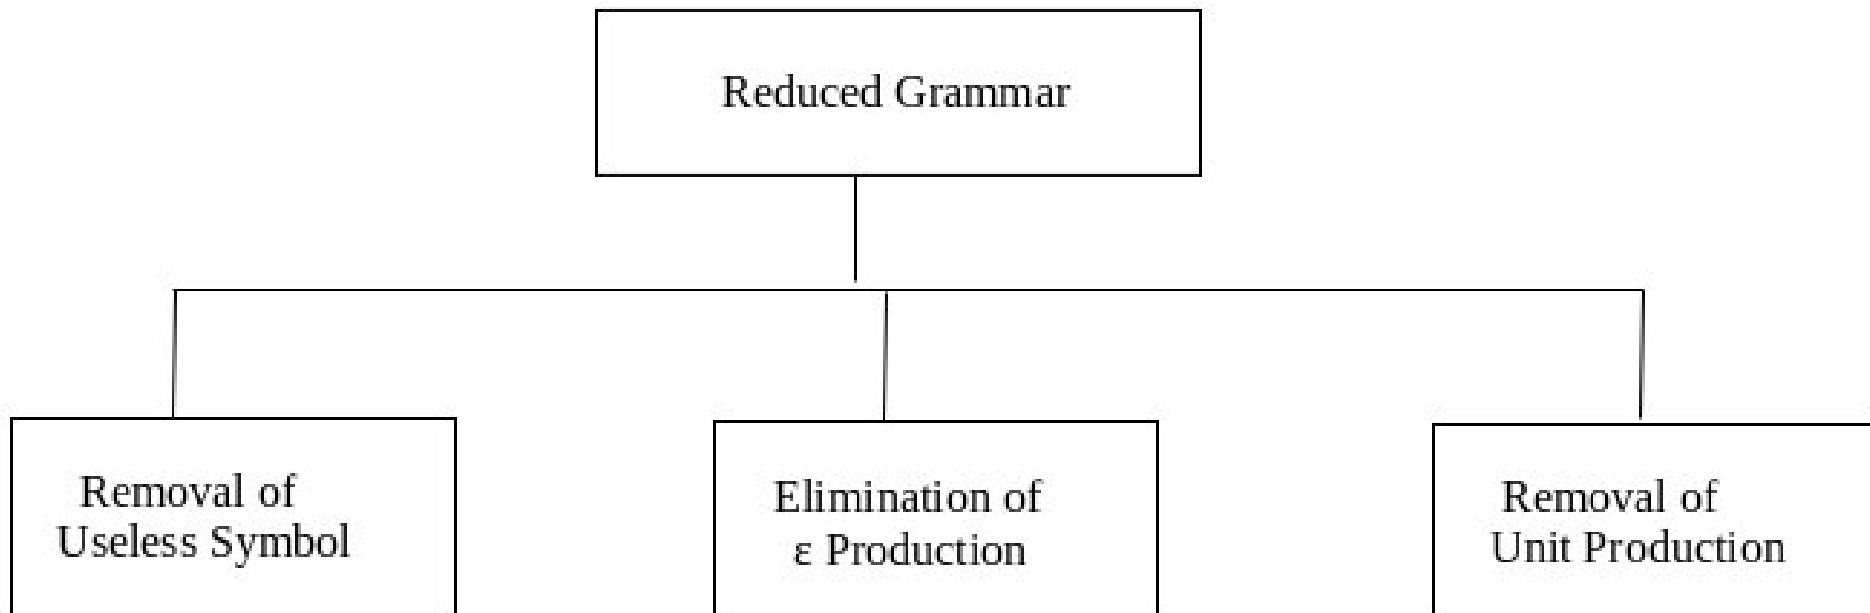 Reduced Grammar
Removal of
Useless Symbol
Elimination of
ε Production
Removal of
Unit Production